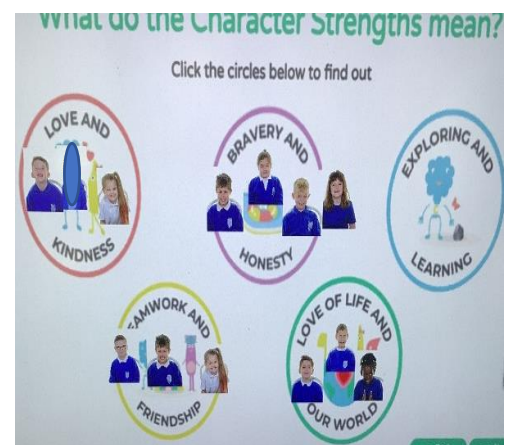 What do the Character Strengths mean?
Click the circles below to find out
LOVE AND
KINDNESS
BRAVERY AND
HONESTY
EXPLORING AND
LEARNING
TEAMWORK AND
FRIENDSHIP
LOVE OF LIFE AND
OUR WORLD